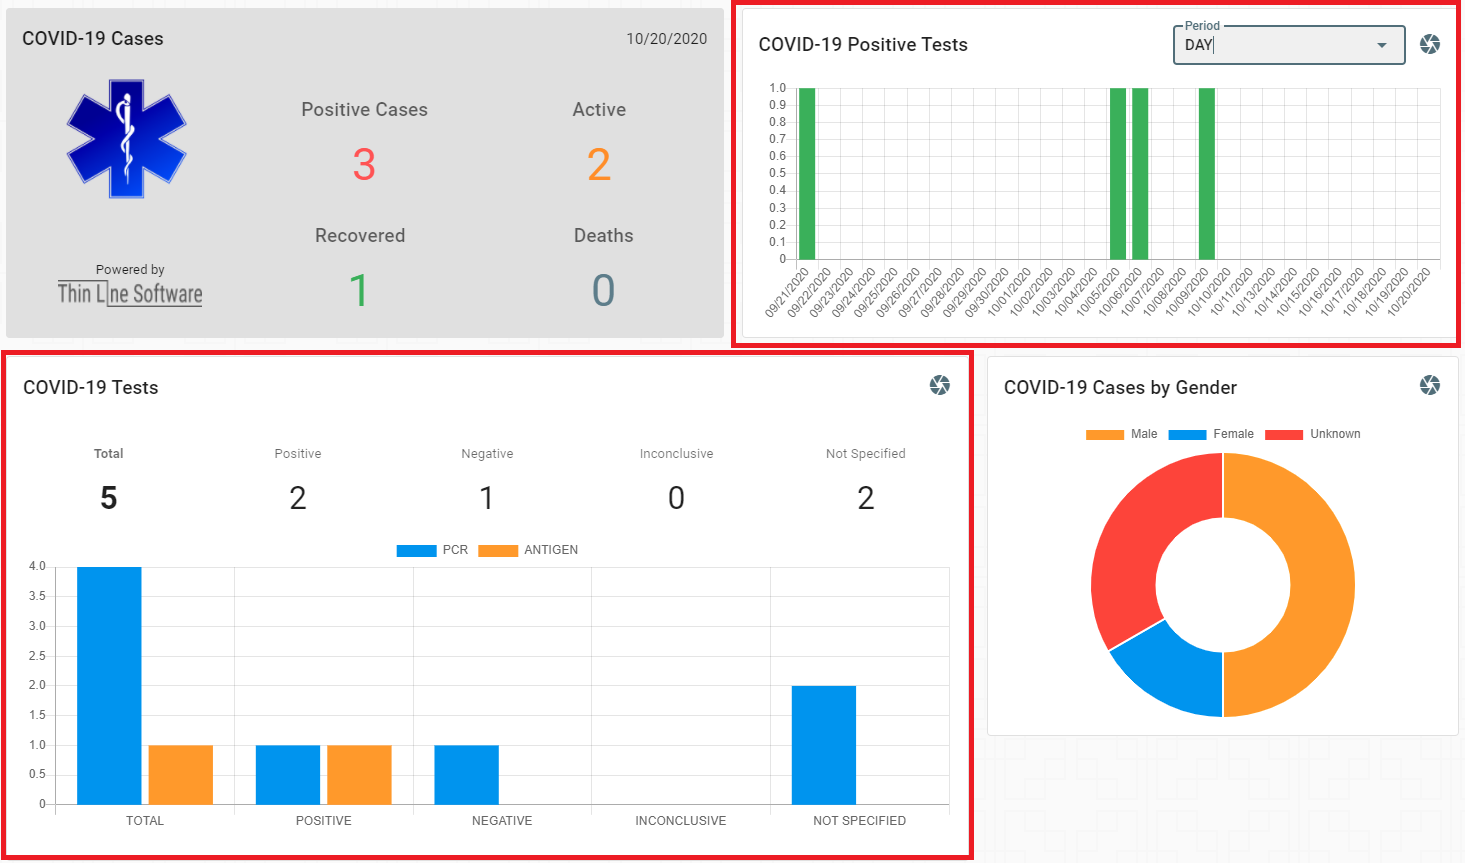 COVID-19 Cases
10/20/2020
Positive Cases
Active
3
2
Recovered
Deaths
1
0
Powered by
Thin Line Software
COVID-19 Positive Tests
Period
DAY
1.0
0.9
0.8
0.7
0.6
0.5
0.4
0.3
0.2
0.1
0
09/21/2020
09/22/2020
09/23/2020
09/24/2020
09/25/2020
09/26/2020
09/27/2020
09/28/2020
09/29/2020
09/30/2020
10/01/2020
10/02/2020
10/03/2020
10/04/2020
10/05/2020
10/06/2020
10/07/2020
10/08/2020
10/09/2020
10/10/2020
10/11/2020
10/13/2020
10/14/2020
10/15/2020
10/16/2020
10/17/2020
10/18/2020
10/19/2020
10/20/2020
COVID-19 Tests
Total
Positive
Negative
Inconclusive
Not Specified
5
2
1
0
2
PCR
ANTIGEN
4.0
3.5
3.0
2.5
2.0
1.5
1.0
0.5
0
TOTAL
POSITIVE
NEGATIVE
INCONCLUSIVE
NOT SPECIFIED
COVID-19 Cases by Gender
Male
Female
Unknown